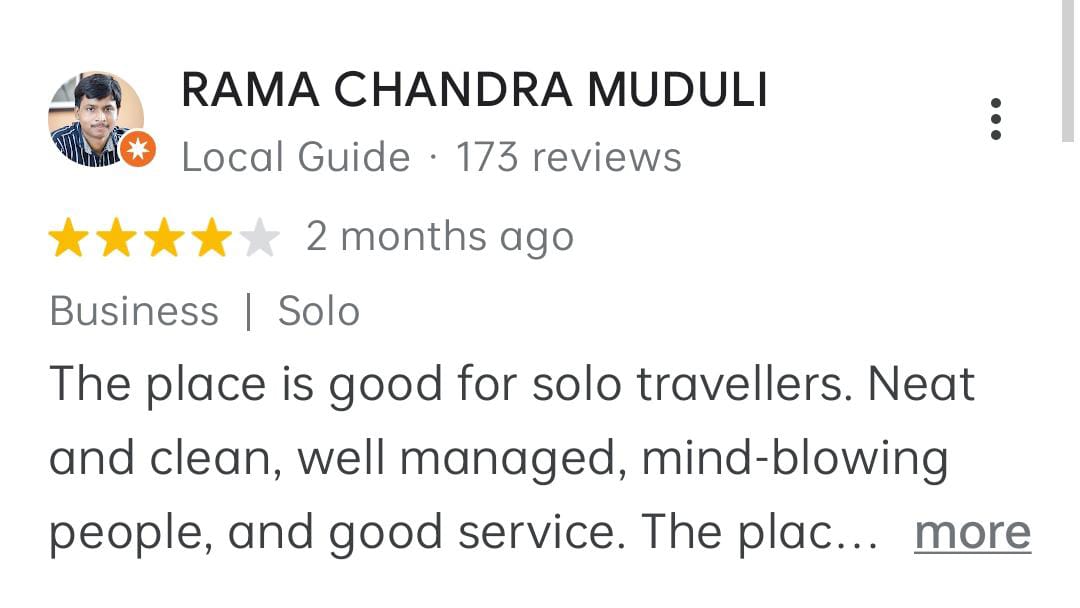 RAMA CHANDRA MUDULI
Local Guide · 173 reviews
2 months ago
Business | Solo
The place is good for solo travellers. Neat
and clean, well managed, mind-blowing
people, and good service. The plac... more